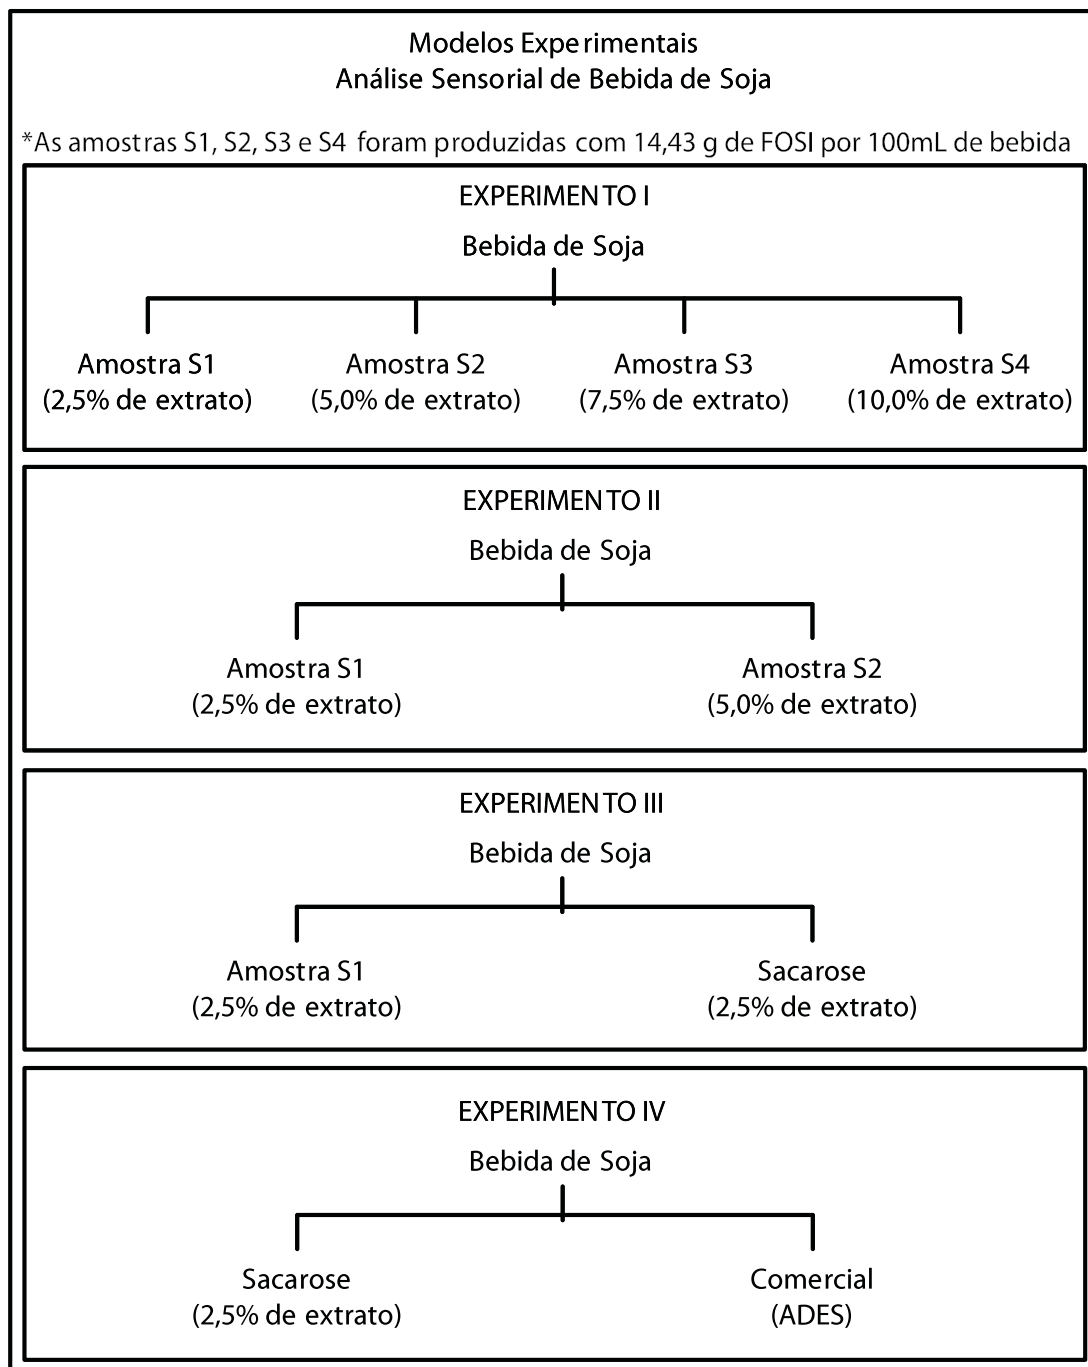 Modelos Experimentais
Análise Sensorial de Bebida de Soja
*As amostras S1, S2, S3 e S4 foram produzidas com 14,43 g de FOSI por 100mL de bebida
EXPERIMENTO I
Bebida de Soja
Amostra S1 Amostra S2 Amostra S3 Amostra S4
(2,5% de extrato) (5,0% de extrato) (7,5% de extrato) (10,0% de extrato)
EXPERIMENTO II
Bebida de Soja
Amostra S1 Amostra S2
(2,5% de extrato) (5,0% de extrato)
EXPERIMENTO III
Bebida de Soja
Amostra S1 Sacarose
(2,5% de extrato) (2,5% de extrato)
EXPERIMENTO IV
Bebida de Soja
Sacarose Comercial
(2,5% de extrato) (ADES)